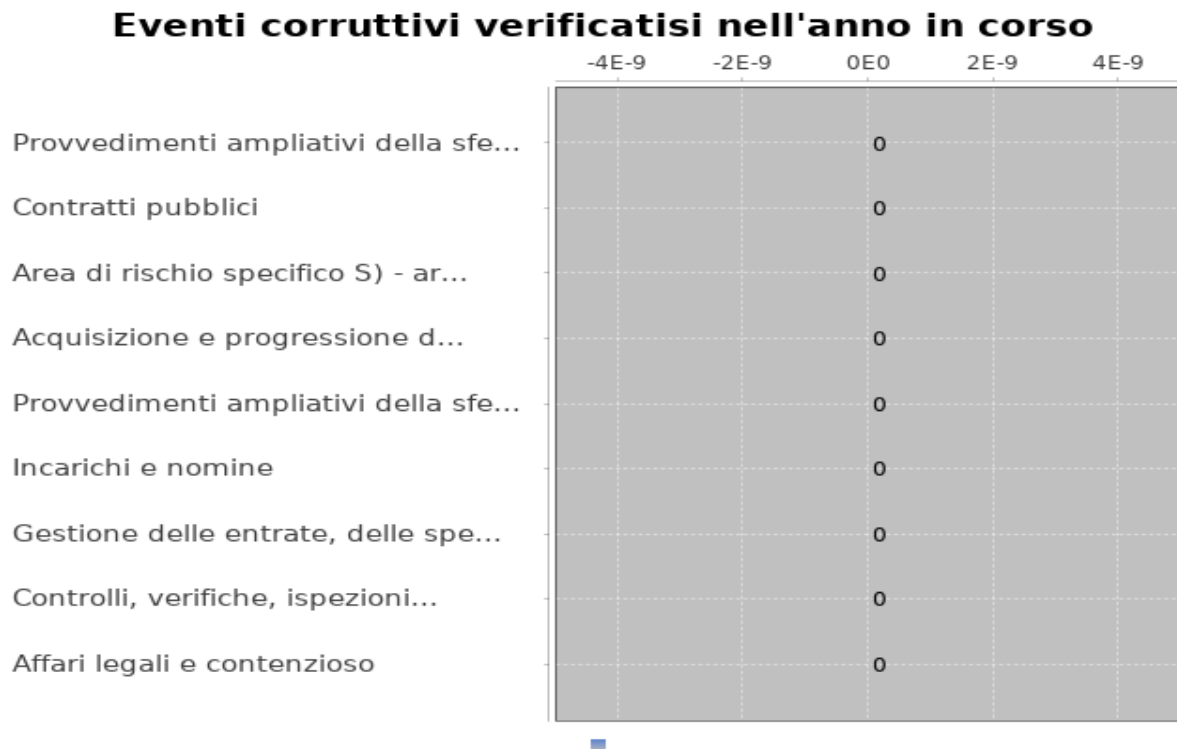 Eventi corruttivi verificatisi nell'anno in corso
-4E-9 -2E-9 0E0 2E-9 4E-9
Provvedimenti ampliativi della sfe... 0
Contratti pubblici 0
Area di rischio specifico S) - ar... 0
Acquisizione e progressione d... 0
Provvedimenti ampliativi della sfe... 0
Incarichi e nomine 0
Gestione delle entrate, delle spe... 0
Controlli, verifiche, ispezioni... 0
Affari legali e contenzioso 0